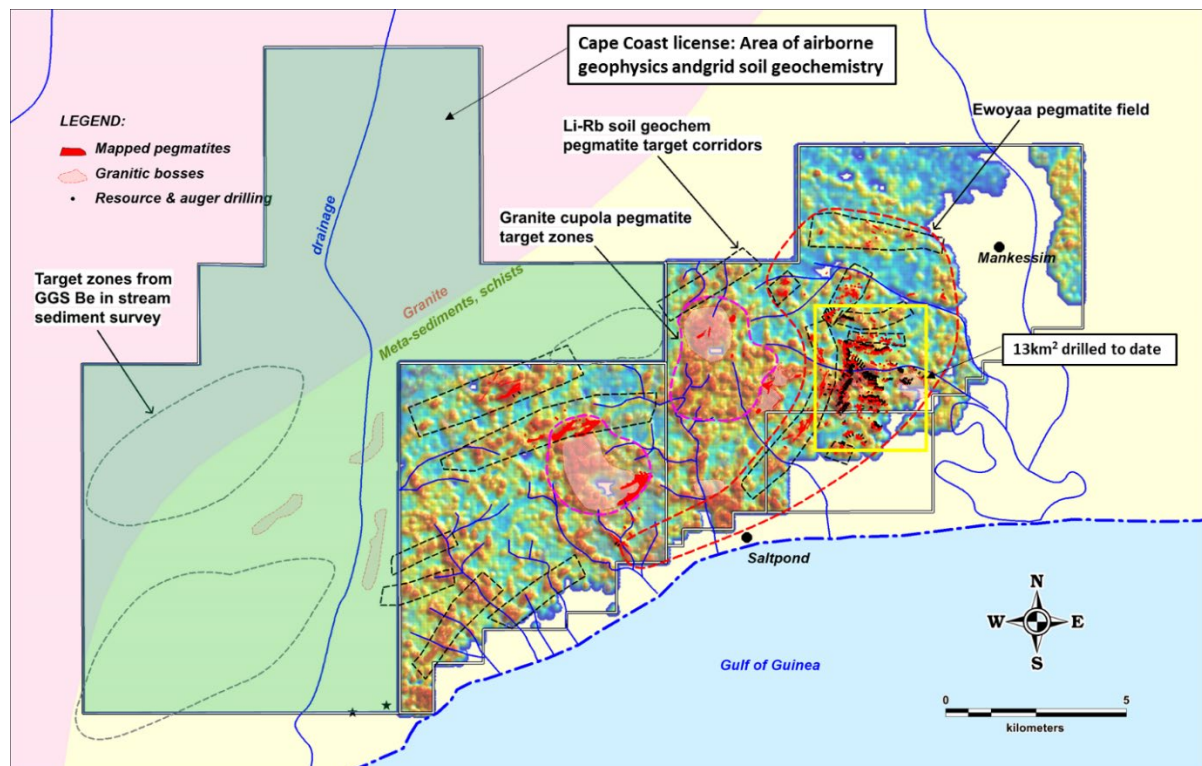 Cape Coast license: Area of airborne
geophysics andgrid soil geochemistry
LEGEND:
Mapped pegmatites
Granitic bosses
Resource & auger drilling
Li-Rb soil geochem
pegmatite target corridors
Ewoyaa pegmatite field
Granite cupola pegmatite
target zones
drainage
Mankessim
Target zones from
GGS Be in stream
sediment survey
Granite
Meta-sediments, schists
13km² drilled to date
Saltpond
Gulf of Guinea
N
W
E
S
0
5
kilometers